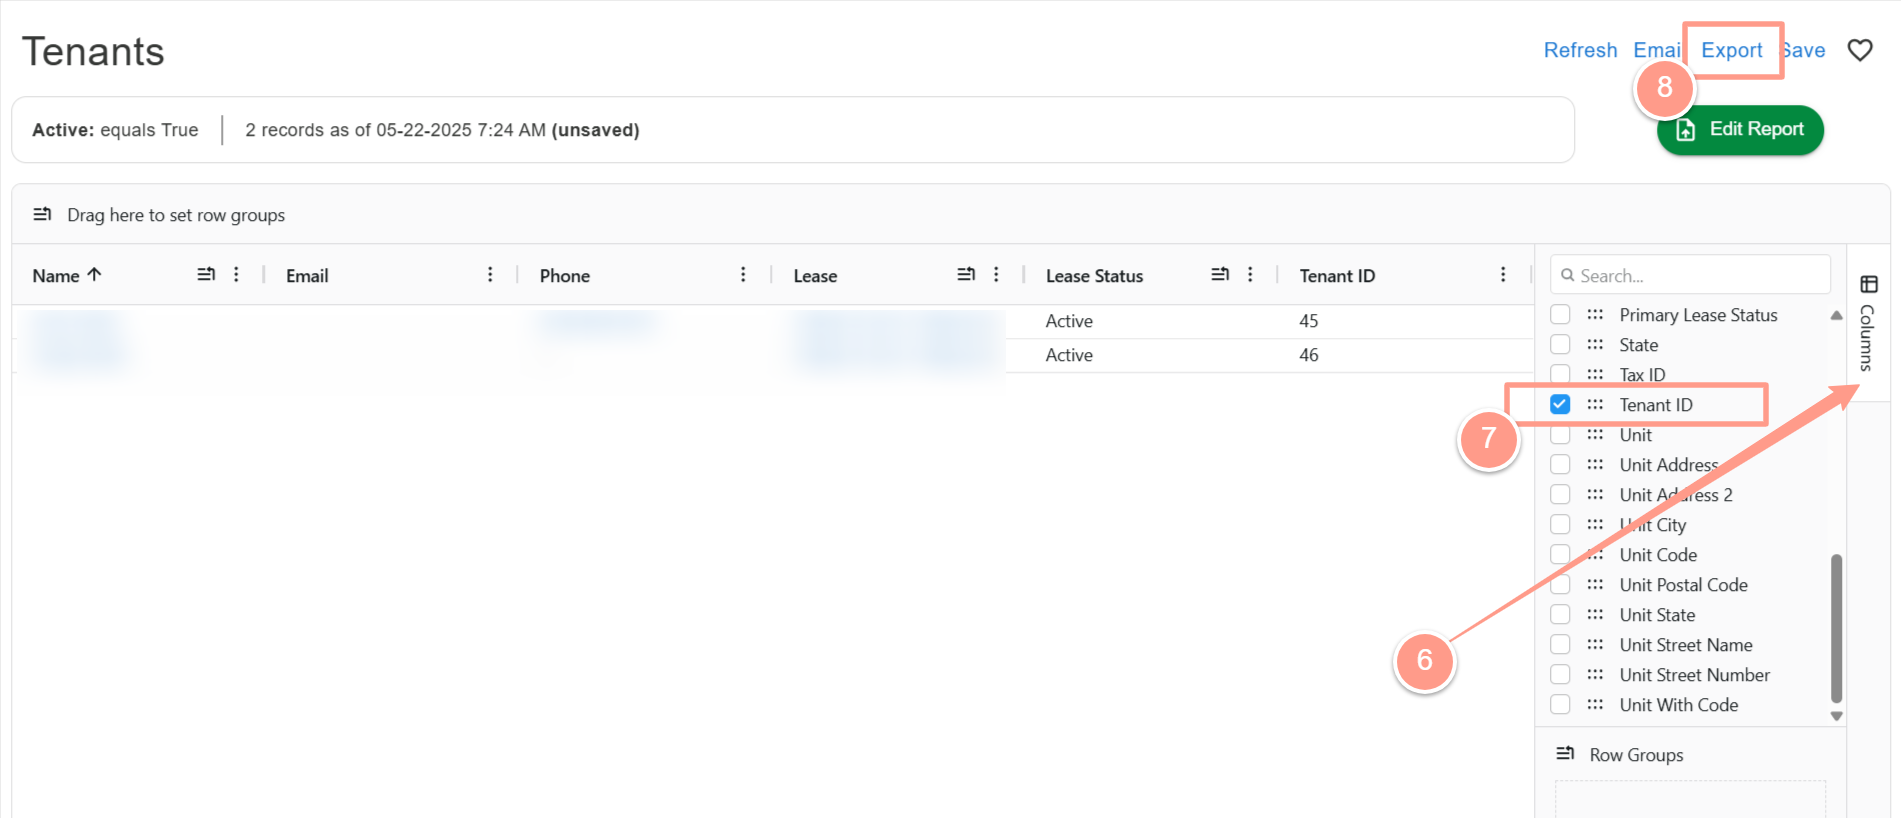 Tenants
Refresh Emai Export Save
8
Active: equals True 2 records as of 05-22-2025 7:24 AM (unsaved)
Edit Report
Drag here to set row groups
Name Email Phone Lease Lease Status Tenant ID
Active 45
Active 46
Search...
Primary Lease Status
State
Tax ID
Tenant ID
7
Unit
Unit Address
Unit Address 2
Unit City
Unit Code
Unit Postal Code
Unit State
Unit Street Name
6
Unit Street Number
Unit With Code
Row Groups
Columns